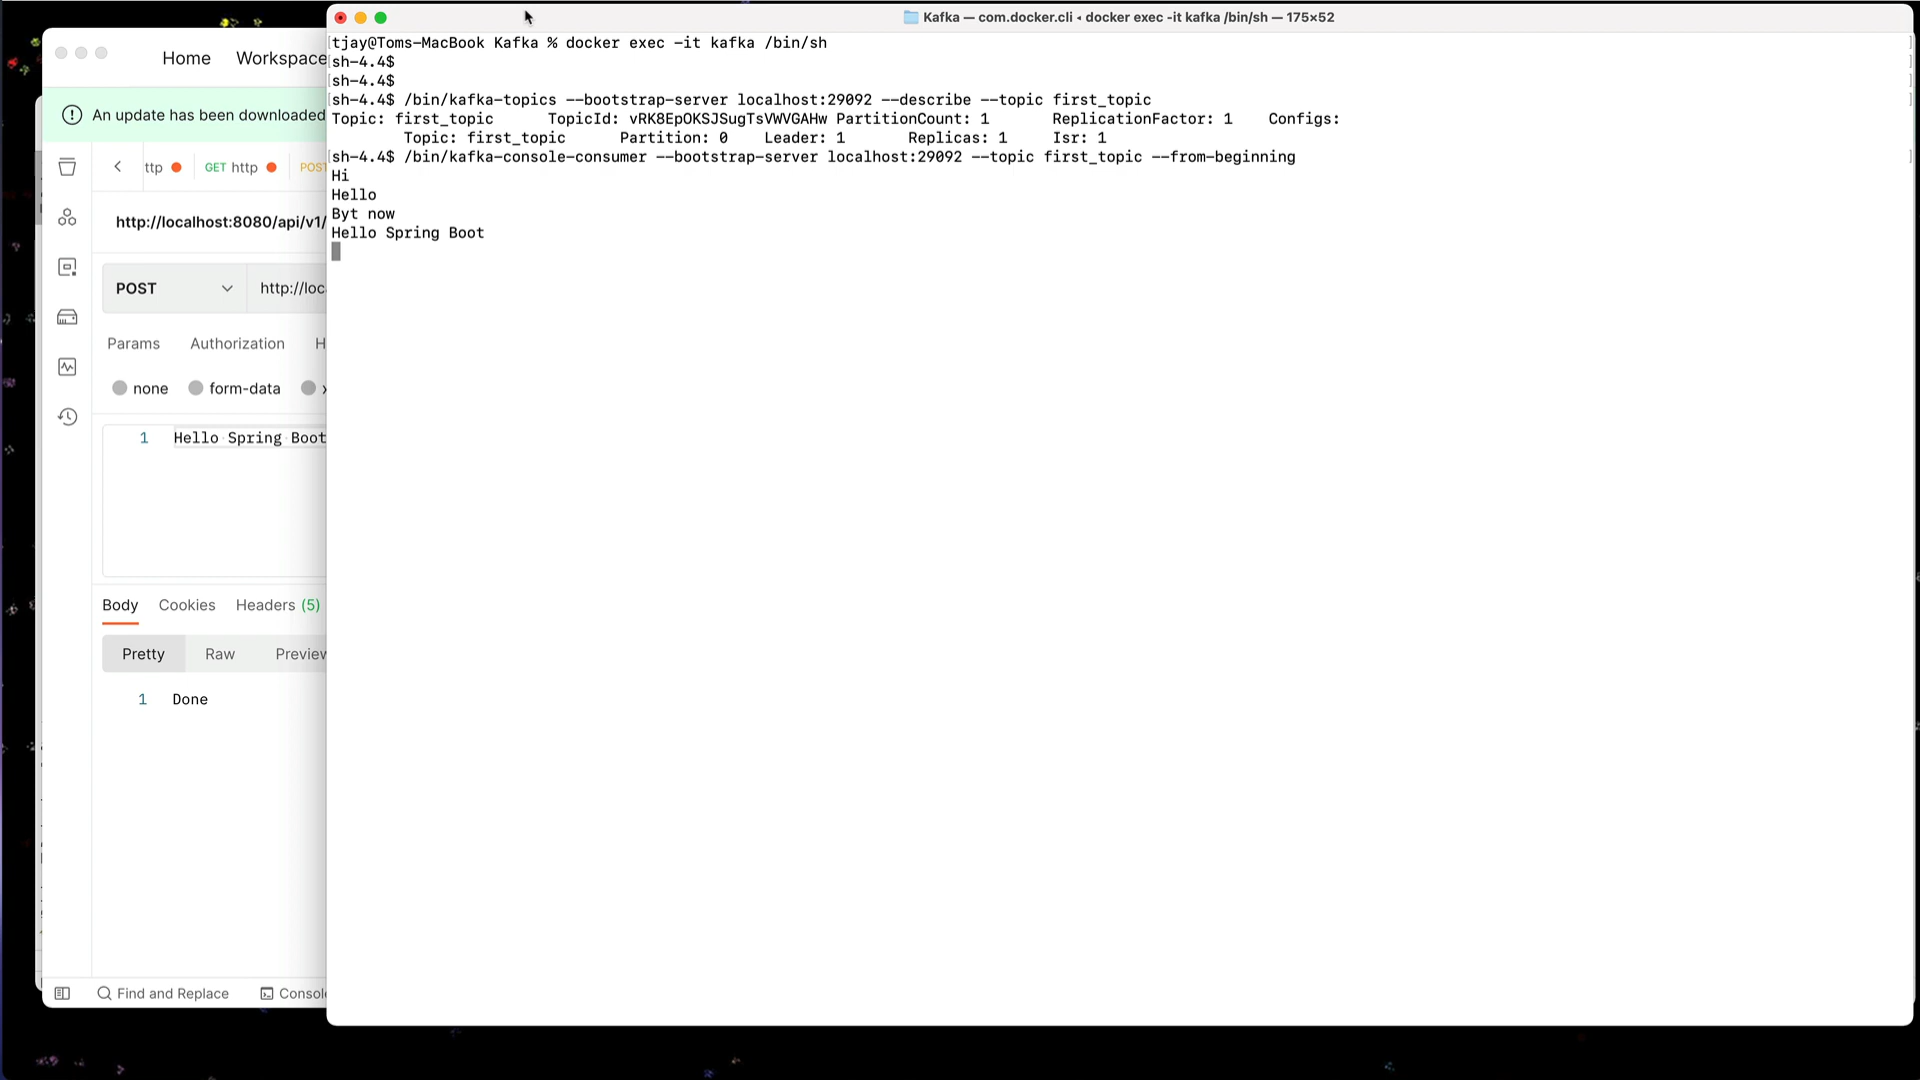 Kafka — com.docker.cli ◂ docker exec -it kafka /bin/sh — 175×52
tjay@Toms-MacBook Kafka % docker exec -it kafka /bin/sh
sh-4.4$
sh-4.4$
sh-4.4$ /bin/kafka-topics --bootstrap-server localhost:29092 --describe --topic first_topic
Topic: first_topic TopicId: vRK8EpOKSJSugTsVWVGAHw PartitionCount: 1 ReplicationFactor: 1 Configs:
Topic: first_topic Partition: 0 Leader: 1 Replicas: 1 Isr: 1
sh-4.4$ /bin/kafka-console-consumer --bootstrap-server localhost:29092 --topic first_topic --from-beginning
Hi
Hello
Byt now
Hello Spring Boot
Home Workspace
An update has been downloaded
ttp GET http POST
http://localhost:8080/api/v1/
POST http://loc
Params Authorization H
none form-data x
1 Hello Spring Boot
Body Cookies Headers (5)
Pretty Raw Preview
1 Done
Find and Replace Console